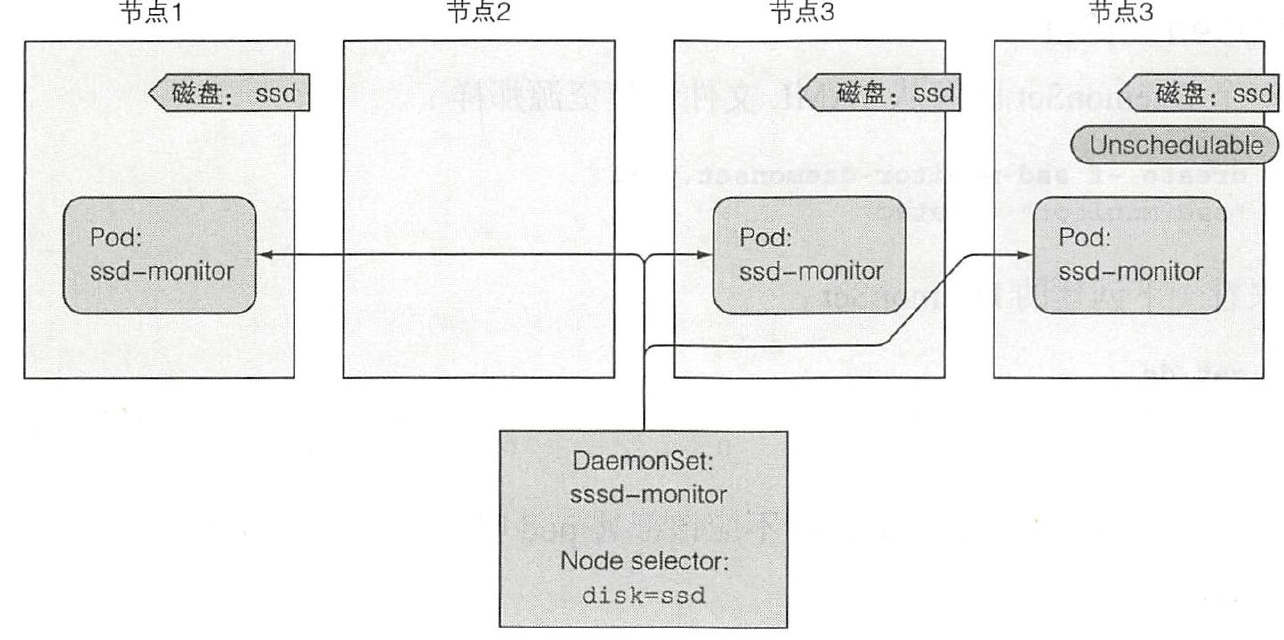 节点1
节点2
节点3
节点3
磁盘：ssd
磁盘：ssd
磁盘：ssd
Unschedulable
Pod:
ssd-monitor
Pod:
ssd-monitor
Pod:
ssd-monitor
DaemonSet:
sssd-monitor
Node selector:
disk=ssd